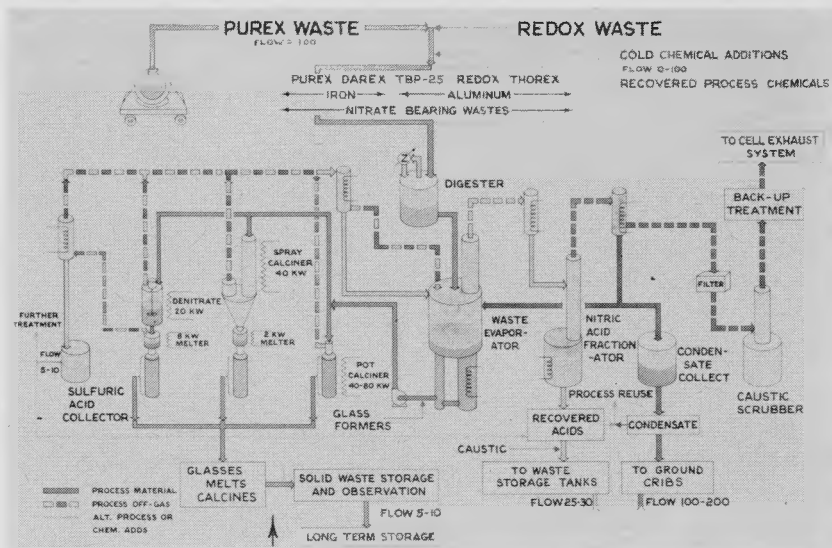 PUREX WASTE
FLOW = 100
REDOX WASTE
COLD CHEMICAL ADDITIONS
FLOW 0-100
RECOVERED PROCESS CHEMICALS
PUREX DAREX TBP-25 REDOX THOREX
IRON
ALUMINUM
NITRATE BEARING WASTES
TO CELL EXHAUST
SYSTEM
BACK-UP
TREATMENT
DIGESTER
SPRAY
CALCINER
40 KW
DENITRATE
20 KW
FILTER
FURTHER
TREATMENT
8 KW
MELTER
2 KW
MELTER
WASTE
EVAPOR-
ATOR
NITRIC
ACID
FRACTION
-ATOR
CONDEN-
SATE
COLLECT
FLOW
5-10
POT
CALCINER
40-80 KW
SULFURIC
ACID
COLLECTOR
GLASS
FORMERS
PROCESS REUSE
CAUSTIC
SCRUBBER
RECOVERED
ACIDS
CONDENSATE
CAUSTIC
GLASSES
MELTS
CALCINES
SOLID WASTE STORAGE
AND OBSERVATION
TO WASTE
STORAGE TANKS
TO GROUND
CRIBS
FLOW 5-10
FLOW 25-30
FLOW 100-200
PROCESS MATERIAL
PROCESS OFF-GAS
ALT. PROCESS OR
CHEM. ADDS
LONG TERM STORAGE